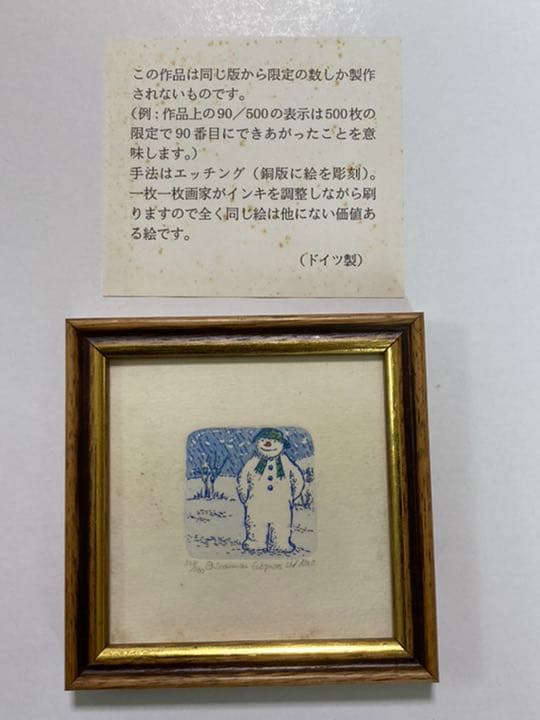 この作品は同じ版から限定の数しか製作
されないものです。
（例：作品上の90／500の表示は500枚の
限定で90番目にできあがったことを意
味します。）
手法はエッチング（銅版に絵を彫刻）。
一枚一枚画家がインキを調整しながら刷
りますので全く同じ絵は他にない価値あ
る絵です。
（ドイツ製）
© Snowman Enterprises Ltd